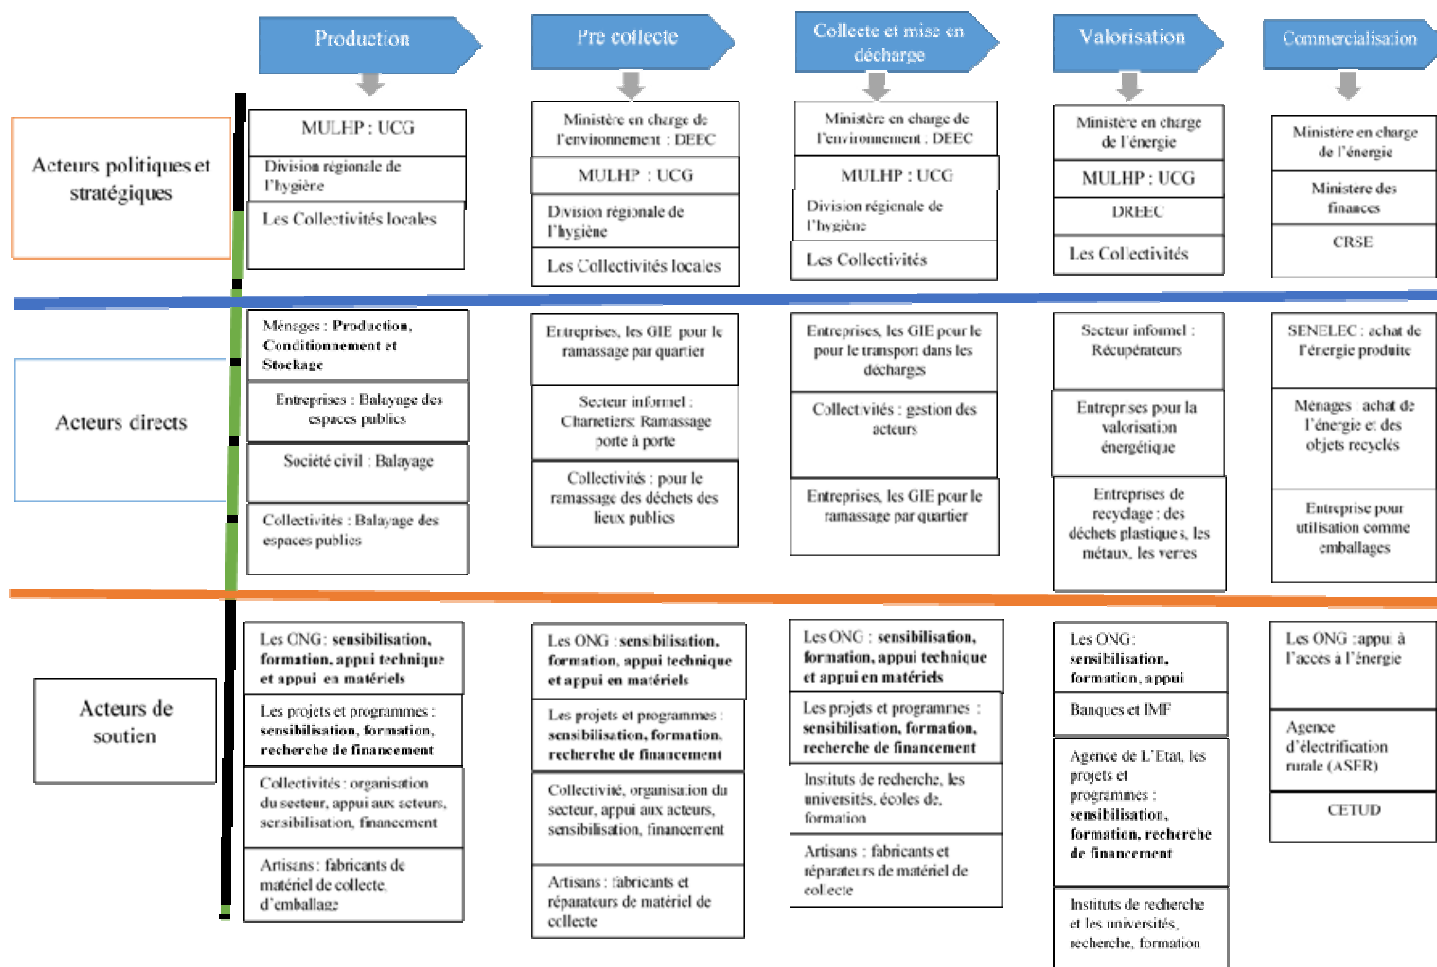 Production
Pre collecte
Collecte et mise en
décharge
Valorisation
Commercialisation
Acteurs politiques et
stratégiques
MULHP : UCG
Division régionale de
l'hygiène
Les Collectivités locales
Ministère en charge de
l'environnement : DEEC
MULHP : UCG
Division régionale de
l'hygiène
Les Collectivités locales
Ministère en charge de
l'environnement : DEEC
MULHP : UCG
Division régionale de
l'hygiène
Les Collectivités
Ministère en charge
de l'énergie
MULHP : UCG
DREEC
Les Collectivités
Ministère en charge
de l'énergie
Ministere des
finances
CRSE
Acteurs directs
Ménages : Production,
Conditionnement et
Stockage
Entreprises : Balayage des
espaces publics
Société civil : Balayage
Collectivités : Balayage des
espaces publics
Entreprises, les GIE pour le
ramassage par quartier
Secteur informel :
Charretiers: Ramassage
porte à porte
Collectivités : pour le
ramassage des déchets des
lieux publics
Entreprises, les GIE pour le
pour le transport dans les
décharges
Collectivités : gestion des
acteurs
Entreprises, les GIE pour le
ramassage par quartier
Secteur informel :
Récupérateurs
Entreprises pour la
valorisation
énergétique
Entreprises de
recyclage : des
déchets plastiques, les
métaux, les verres
SENELEC : achat de
l'énergie produite
Ménages : achat de
l'énergie et des
objets recyclés
Entreprise pour
utilisation comme
emballages
Acteurs de
soutien
Les ONG : sensibilisation,
formation, appui technique
et appui en matériels
Les projets et programmes :
sensibilisation, formation,
recherche de financement
Collectivités : organisation
du secteur, appui aux acteurs,
sensibilisation, financement
Artisans : fabricants de
matériel de collecte,
d'emballage
Les ONG : sensibilisation,
formation, appui technique
et appui en matériels
Les projets et programmes :
sensibilisation, formation,
recherche de financement
Collectivité, organisation du
secteur, appui aux acteurs,
sensibilisation, financement
Artisans : fabricants et
réparateurs de matériel de
collecte
Les ONG : sensibilisation,
formation, appui technique
et appui en matériels
Les projets et programmes :
sensibilisation, formation,
recherche de financement
Instituts de recherche, les
universités, écoles de,
formation
Artisans : fabricants et
réparateurs de matériel de
collecte
Les ONG :
sensibilisation,
formation, appui
Banques et IMF
Agence de L'Etat, les
projets et
programmes :
sensibilisation,
formation, recherche
de financement
Instituts de recherche
et les universités,
recherche, formation
Les ONG : appui à
l'accès à l'énergie
Agence
d'électrification
rurale (ASER)
CETUD